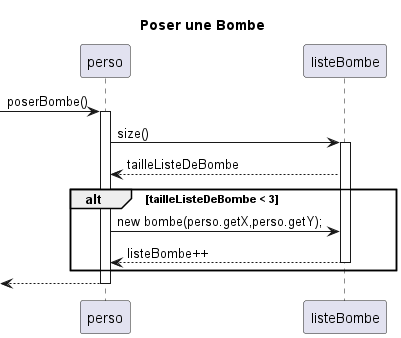 Poser une Bombe
perso
listeBombe
poserBombe()
size()
tailleListeDeBombe
alt
[tailleListeDeBombe < 3]
new bombe(perso.getX,perso.getY);
listeBombe++
perso
listeBombe